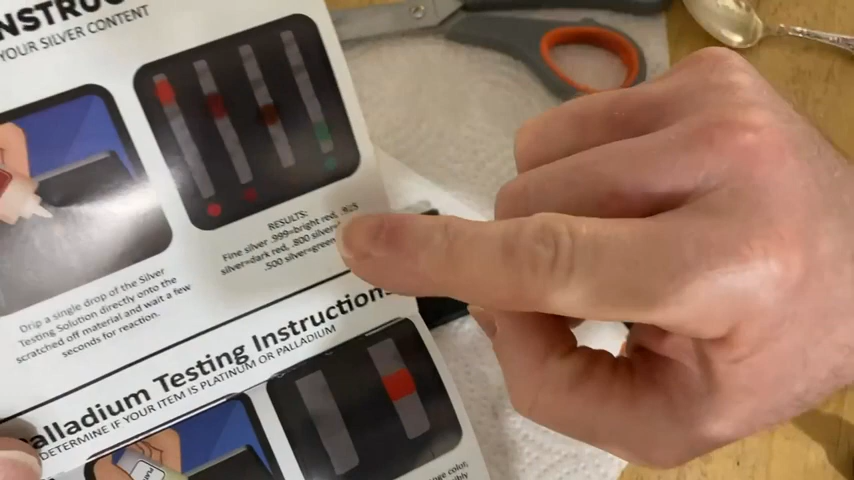 YOUR SILVER CONTENT
RESULTS:
Fine silver .999=bright red, .925
silver=dark red, .800 silver=
.500 silver=green
Drip a single drop of the Silver
Testing Solution directly onto the
scratched off material and wait a few
seconds for reaction.
Palladium Testing Instructions
DETERMINE IF YOUR ITEM IS PLATINUM OR PALLADIUM